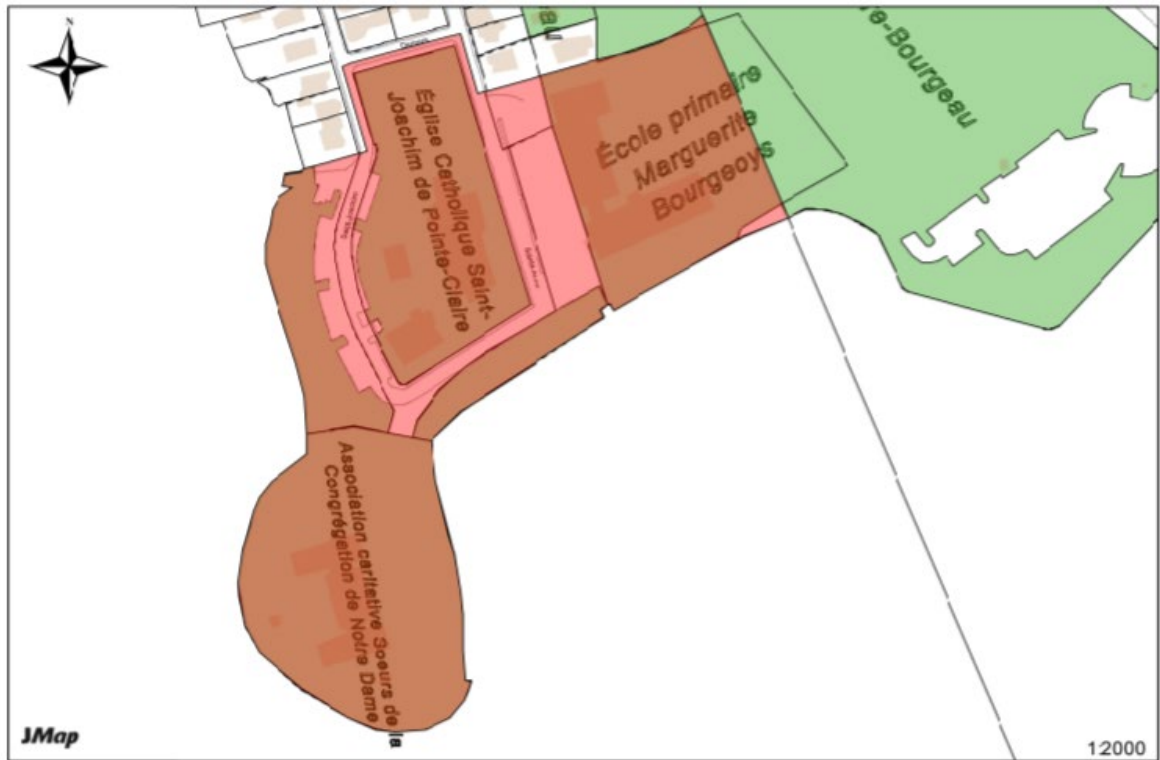 N
Église Catholique Saint-
Joachim de Pointe-Claire
École primaire
Marguerite
Bourgeoys
Association caritative Soeurs de la
Congrégation de Notre Dame
JMap
1:2000